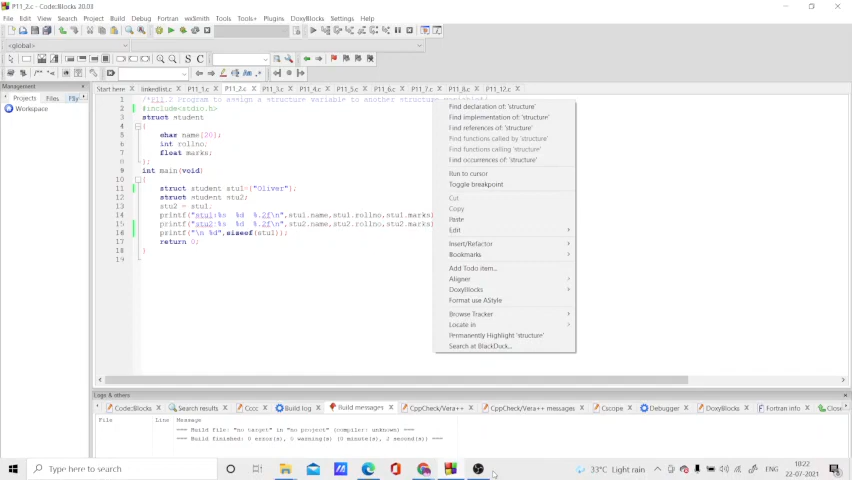 P11_2.c - Code::Blocks 20.03
File Edit View Search Project Build Debug Fortran wxSmith Tools Tools+ Plugins DoxyBlocks Settings Help
<global>
Management
Start here linkedlist.c P11_1.c P11_2.c P11_3.c P11_4.c P11_5.c P11_6.c P11_7.c P11_8.c P11_12.c
Projects Files FSy
Workspace
1 /*P11.2 Program to assign a structure variable to another structure variable*/
2 #include<stdio.h>
3 struct student
4 {
5 char name[20];
6 int rollno;
7 float marks;
8 };
9 int main(void)
10 {
11 struct student stu1={"Oliver"};
12 struct student stu2;
13 stu2 = stu1;
14 printf("stu1:%s %d %.2f\n",stu1.name,stu1.rollno,stu1.marks)
15 printf("stu2:%s %d %.2f\n",stu2.name,stu2.rollno,stu2.marks)
16 printf("\n %d",sizeof(stu1));
17 return 0;
18 }
19
Find declaration of: 'structure'
Find implementation of: 'structure'
Find references of: 'structure'
Find functions called by 'structure'
Find functions calling 'structure'
Find occurrences of: 'structure'
Run to cursor
Toggle breakpoint
Cut
Copy
Paste
Edit
Insert/Refactor
Bookmarks
Add Todo item...
Aligner
DoxyBlocks
Format use AStyle
Browse Tracker
Locate in
Permanently Highlight 'structure'
Search at BlackDuck...
Logs & others
Code::Blocks Search results Cccc Build log Build messages CppCheck/Vera++ CppCheck/Vera++ messages Cscope Debugger DoxyBlocks Fortran info Close
File Line Message
=== Build file: "no target" in "no project" (compiler: unknown) ===
=== Build finished: 0 error(s), 0 warning(s) (0 minute(s), 2 second(s)) ===
Type here to search
33°C Light rain
ENG
10:22
22-07-2021